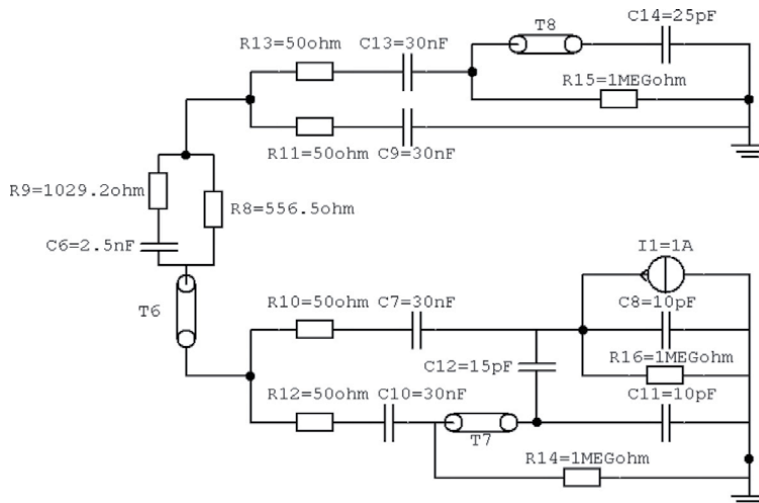 C14=25pF
T8
R13=50ohm C13=30nF
R15=1MEGohm
R11=50ohm C9=30nF
R9=1029.2ohm
R8=556.5ohm
C6=2.5nF
I1=1A
T6
R10=50ohm C7=30nF
C8=10pF
C12=15pF
R16=1MEGohm
R12=50ohm C10=30nF
C11=10pF
T7
R14=1MEGohm